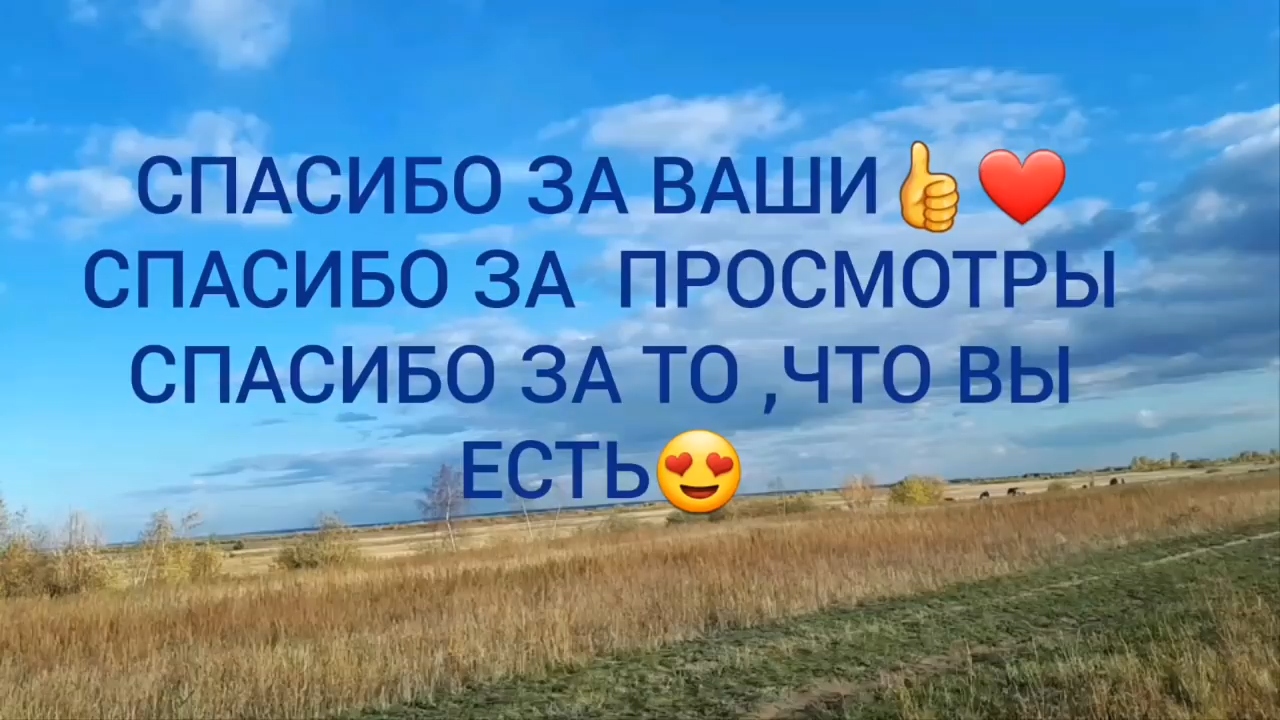 СПАСИБО ЗА ВАШИ👍❤️
СПАСИБО ЗА  ПРОСМОТРЫ
СПАСИБО ЗА ТО ,ЧТО ВЫ
ЕСТЬ😍